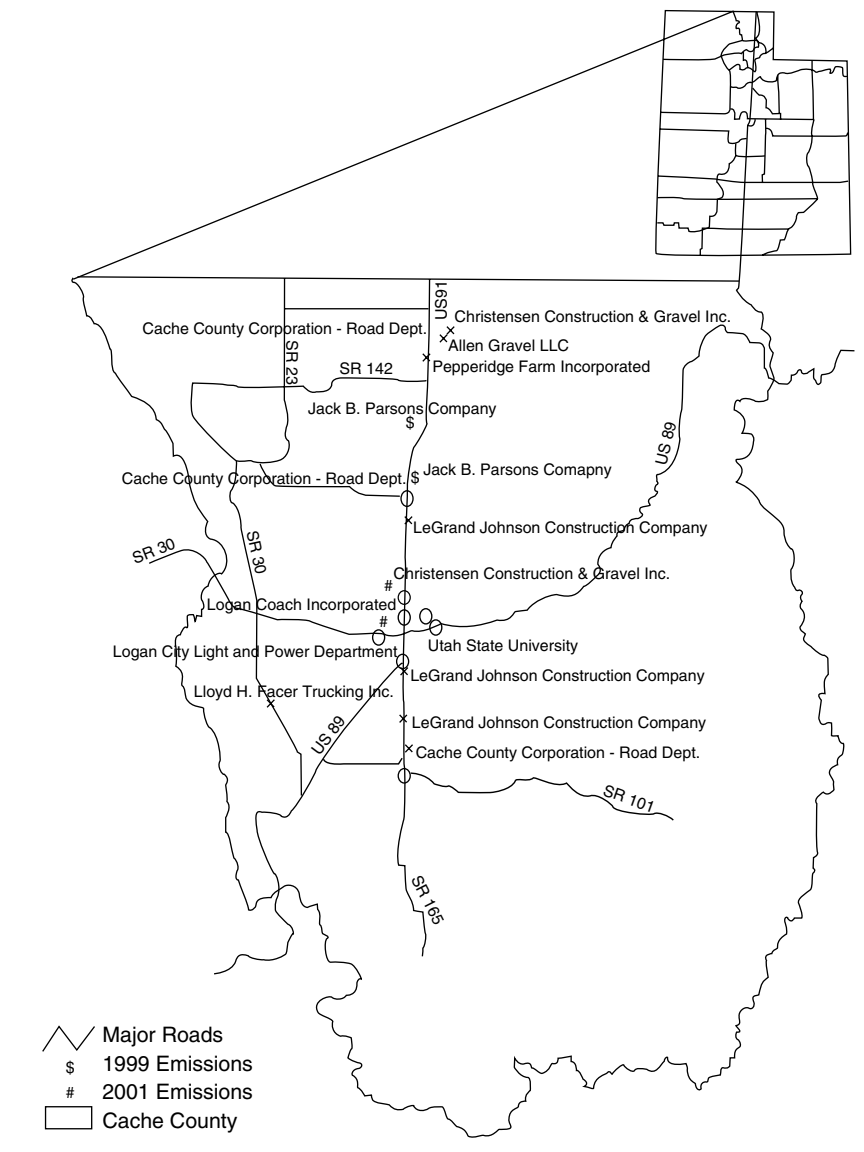 US91
Christensen Construction & Gravel Inc.
Cache County Corporation - Road Dept.
Allen Gravel LLC
SR 23
SR 142
Pepperidge Farm Incorporated
Jack B. Parsons Company
$
US 89
Jack B. Parsons Comapny
Cache County Corporation - Road Dept. $
LeGrand Johnson Construction Company
SR 30
SR 30
Christensen Construction & Gravel Inc.
#
Logan Coach Incorporated
#
Utah State University
Logan City Light and Power Department
LeGrand Johnson Construction Company
Lloyd H. Facer Trucking Inc.
US 89
LeGrand Johnson Construction Company
Cache County Corporation - Road Dept.
SR 101
SR 165
Major Roads
$ 1999 Emissions
# 2001 Emissions
Cache County